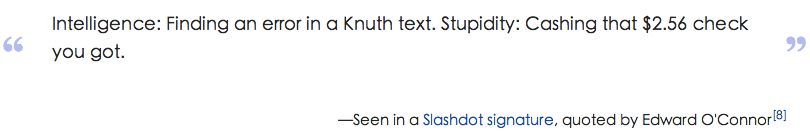 Intelligence: Finding an error in a Knuth text. Stupidity: Cashing that $2.56 check
“ you got. ”
—Seen in a Slashdot signature, quoted by Edward O'Connor[8]